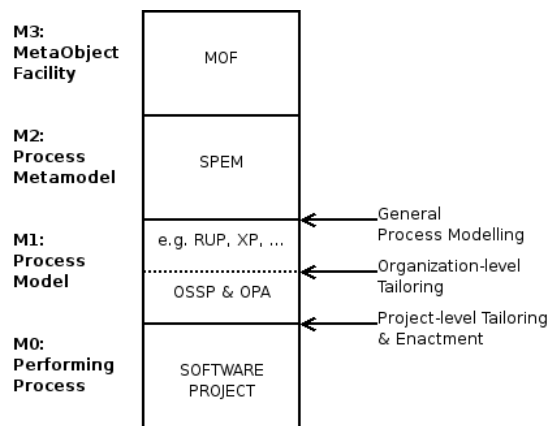 M3:
MetaObject
Facility
MOF
M2:
Process
Metamodel
SPEM
General
Process Modelling
M1:
Process
Model
e.g. RUP, XP, ...
Organization-level
Tailoring
OSSP & OPA
Project-level Tailoring
& Enactment
M0:
Performing
Process
SOFTWARE
PROJECT